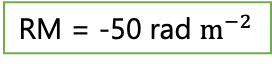 RM = -50 rad m⁻²